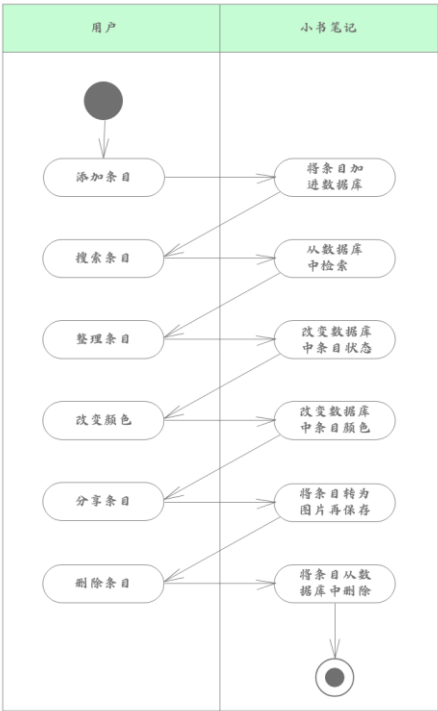 用户
小书笔记
添加条目
将条目加
进数据库
搜索条目
从数据库
中检索
整理条目
改变数据库
中条目状态
改变颜色
改变数据库
中条目颜色
分享条目
将条目转为
图片再保存
删除条目
将条目从数
据库中删除